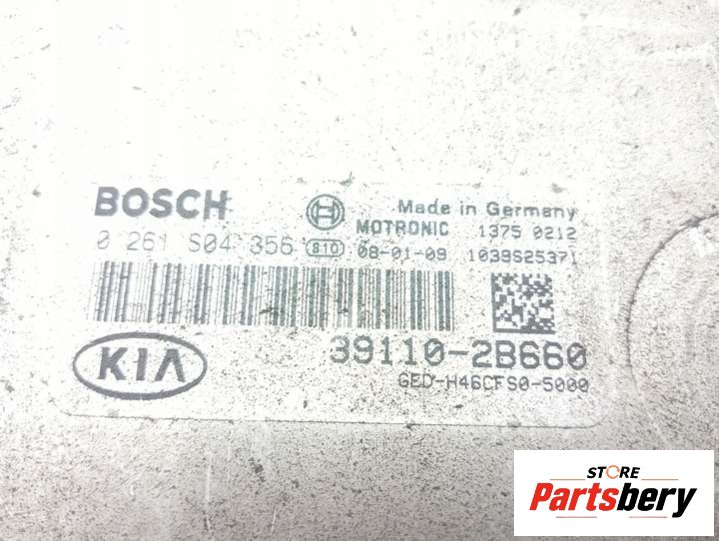 BOSCH
Made in Germany
MOTRONIC 1375 0212
0 261 S04 356 810 08-01-09 1039S25371
KIA
39110-2B660
GED-H46CFS0-5000
STORE
Partsbery